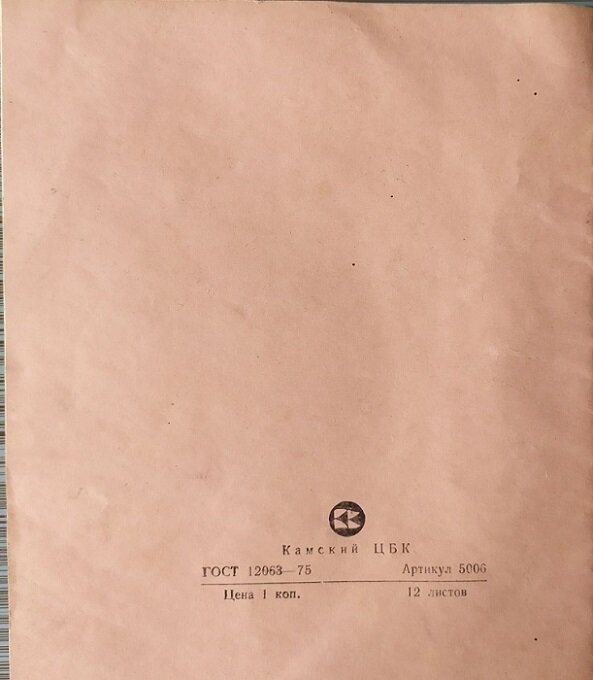 Камский ЦБК
ГОСТ 12063—75 Артикул 5006
Цена 1 коп. 12 листов